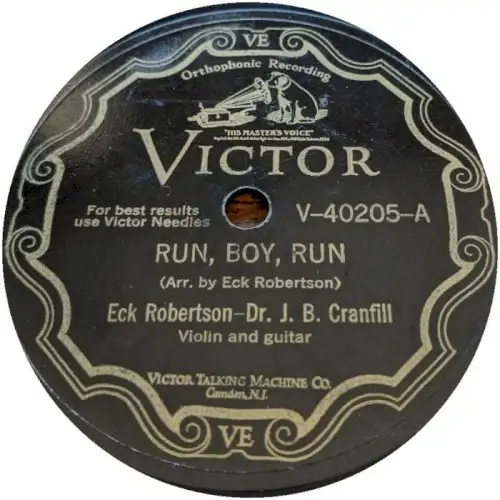 VE
Orthophonic Recording
"HIS MASTER'S VOICE"
VICTOR
For best results
use Victor Needles
V-40205-A
RUN, BOY, RUN
(Arr. by Eck Robertson)
Eck Robertson–Dr. J. B. Cranfill
Violin and guitar
VICTOR TALKING MACHINE CO.
Camden, N.J.
VE